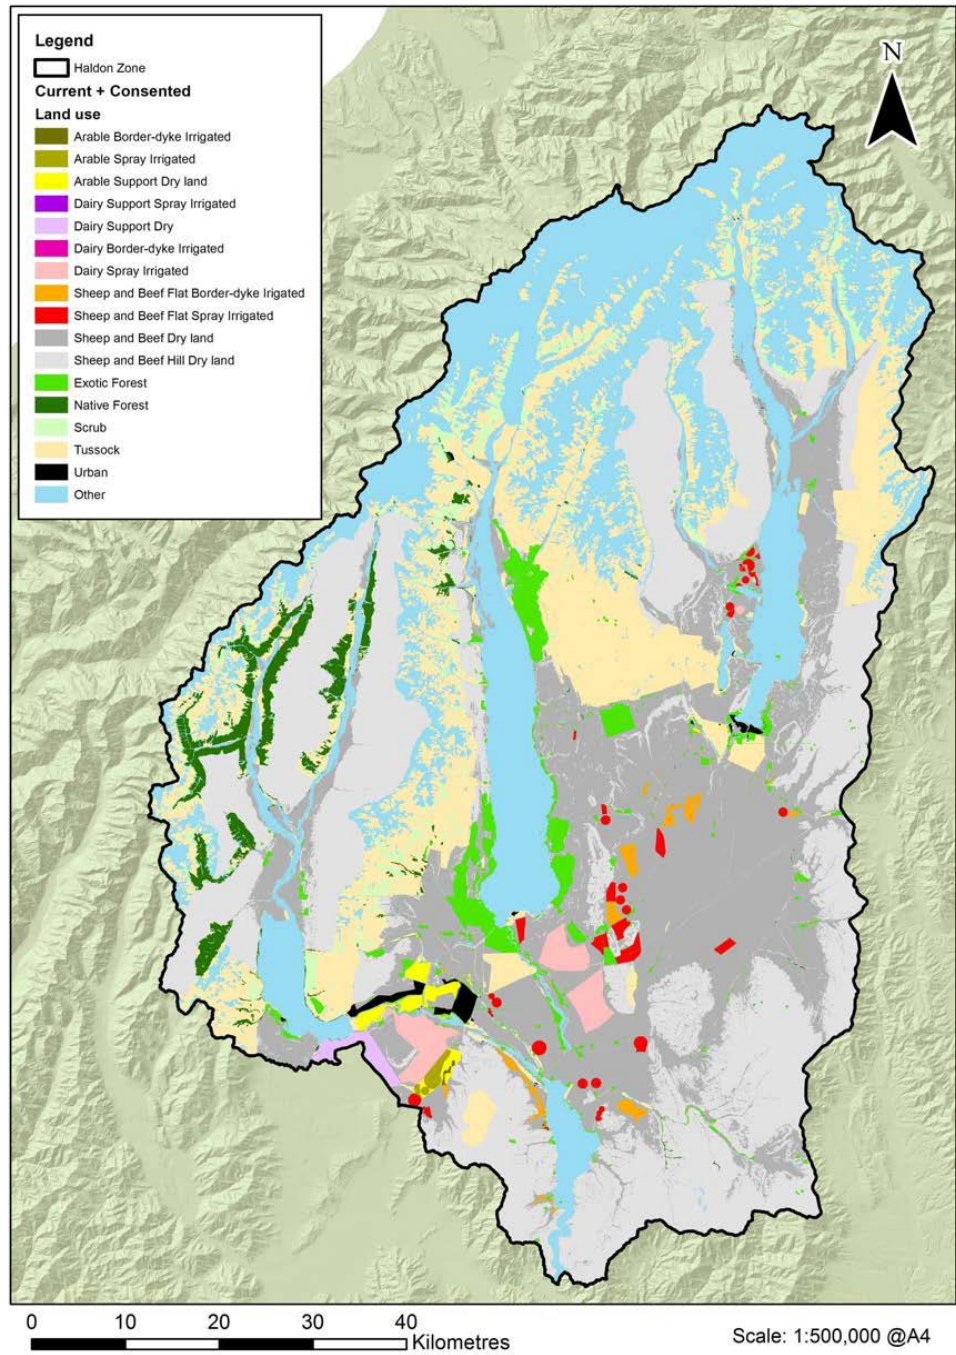 Legend
Haldon Zone
Current + Consented
Land use
Arable Border-dyke Irrigated
Arable Spray Irrigated
Arable Support Dry land
Dairy Support Spray Irrigated
Dairy Support Dry
Dairy Border-dyke Irrigated
Dairy Spray Irrigated
Sheep and Beef Flat Border-dyke Irigated
Sheep and Beef Flat Spray Irrigated
Sheep and Beef Dry land
Sheep and Beef Hill Dry land
Exotic Forest
Native Forest
Scrub
Tussock
Urban
Other
N
0 10 20 30 40
Kilometres
Scale: 1:500,000 @A4